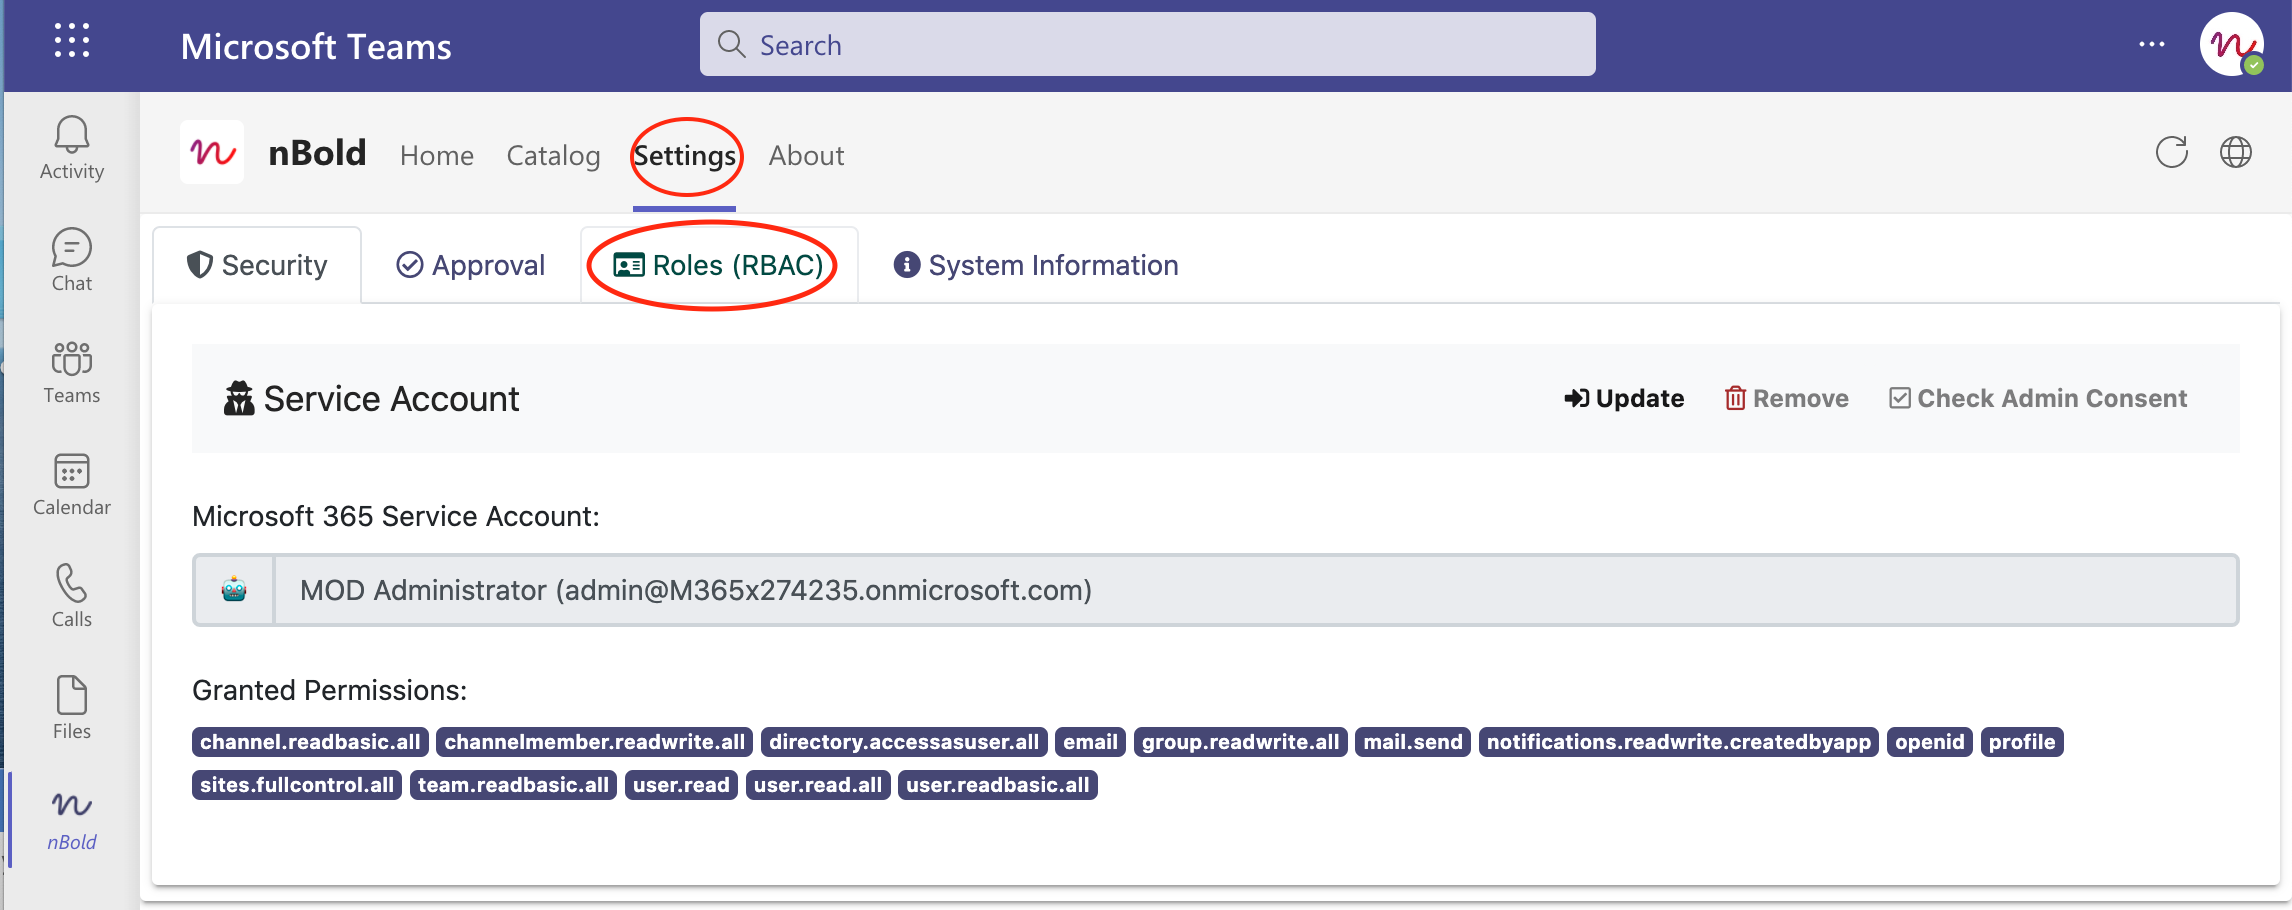 Microsoft Teams
Search
Activity
Chat
Teams
Calendar
Calls
Files
nBold
nBold Home Catalog Settings About
Security Approval Roles (RBAC) System Information
Service Account Update Remove Check Admin Consent
Microsoft 365 Service Account:
MOD Administrator (admin@M365x274235.onmicrosoft.com)
Granted Permissions:
channel.readbasic.all channelmember.readwrite.all directory.accessasuser.all email group.readwrite.all mail.send notifications.readwrite.createdbyapp openid profile
sites.fullcontrol.all team.readbasic.all user.read user.read.all user.readbasic.all